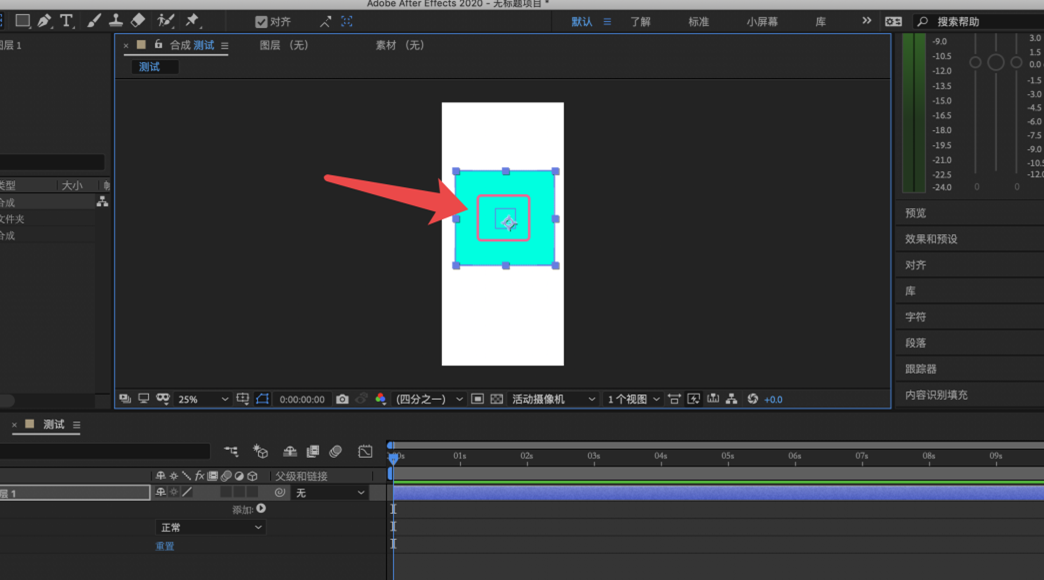 Adobe After Effects 2020 - 无标题项目 *
T 对齐 默认 了解 标准 小屏幕 库 搜索帮助
图层 1
× 合成 测试 图层 （无） 素材 （无）
测试
3.0
1.5
0.0
-1.5
-3.0
-4.5
-6.0
-7.5
-9.0
-10.5
-12.0
-9.0
-10.5
-12.0
-13.5
-15.0
-16.5
-18.0
-19.5
-21.0
-22.5
-24.0
0 0
类型 大小
合成
文件夹
合成
预览
效果和预设
对齐
库
字符
段落
跟踪器
内容识别填充
25% 0:00:00:00 (四分之一) 活动摄像机 1 个视图 +0.0
× 测试
:00s 01s 02s 03s 04s 05s 06s 07s 08s 09s
fx 父级和链接
层 1 无
添加:
正常
重置